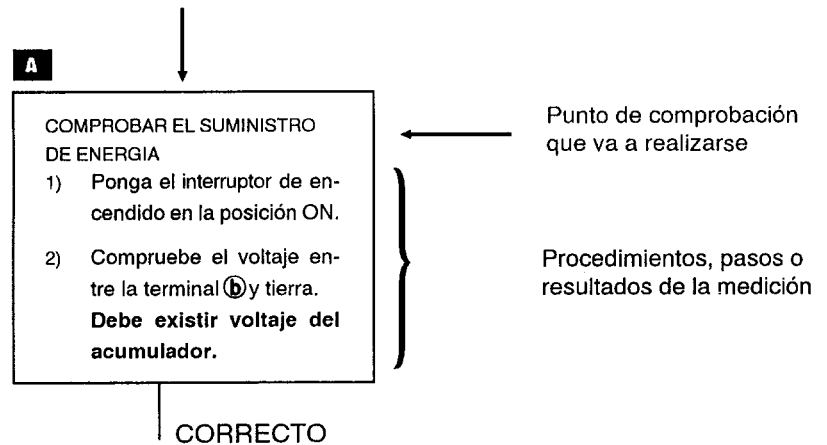 A
COMPROBAR EL SUMINISTRO
DE ENERGIA
1) Ponga el interruptor de en-
cendido en la posición ON.
2) Compruebe el voltaje en-
tre la terminal ⓑ y tierra.
Debe existir voltaje del
acumulador.
CORRECTO
Punto de comprobación
que va a realizarse
Procedimientos, pasos o
resultados de la medición